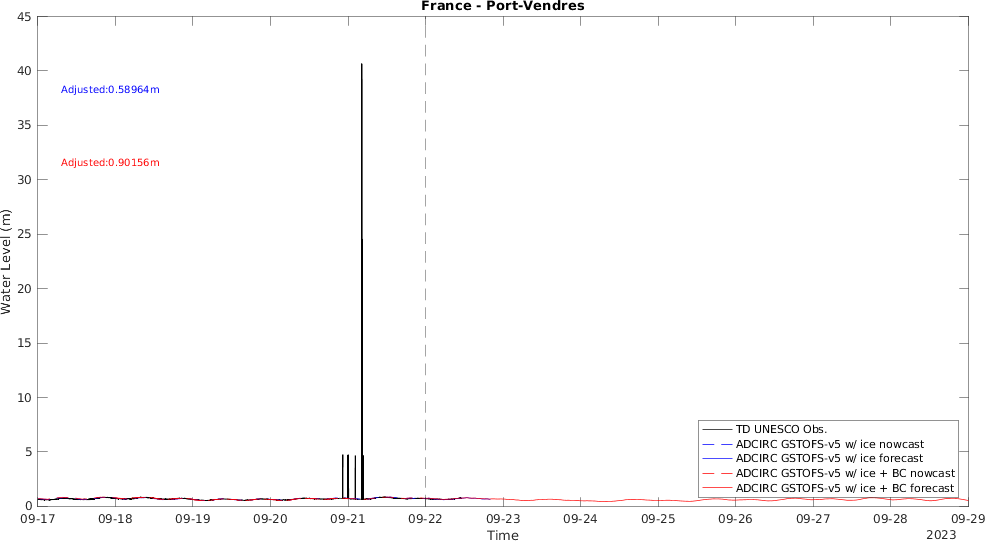 France - Port-Vendres
45
40
35
30
25
20
15
10
5
0
Water Level (m)
Adjusted:0.58964m
Adjusted:0.90156m
TD UNESCO Obs.
ADCIRC GSTOFS-v5 w/ ice nowcast
ADCIRC GSTOFS-v5 w/ ice forecast
ADCIRC GSTOFS-v5 w/ ice + BC nowcast
ADCIRC GSTOFS-v5 w/ ice + BC forecast
09-17 09-18 09-19 09-20 09-21 09-22 09-23 09-24 09-25 09-26 09-27 09-28 09-29
Time
2023